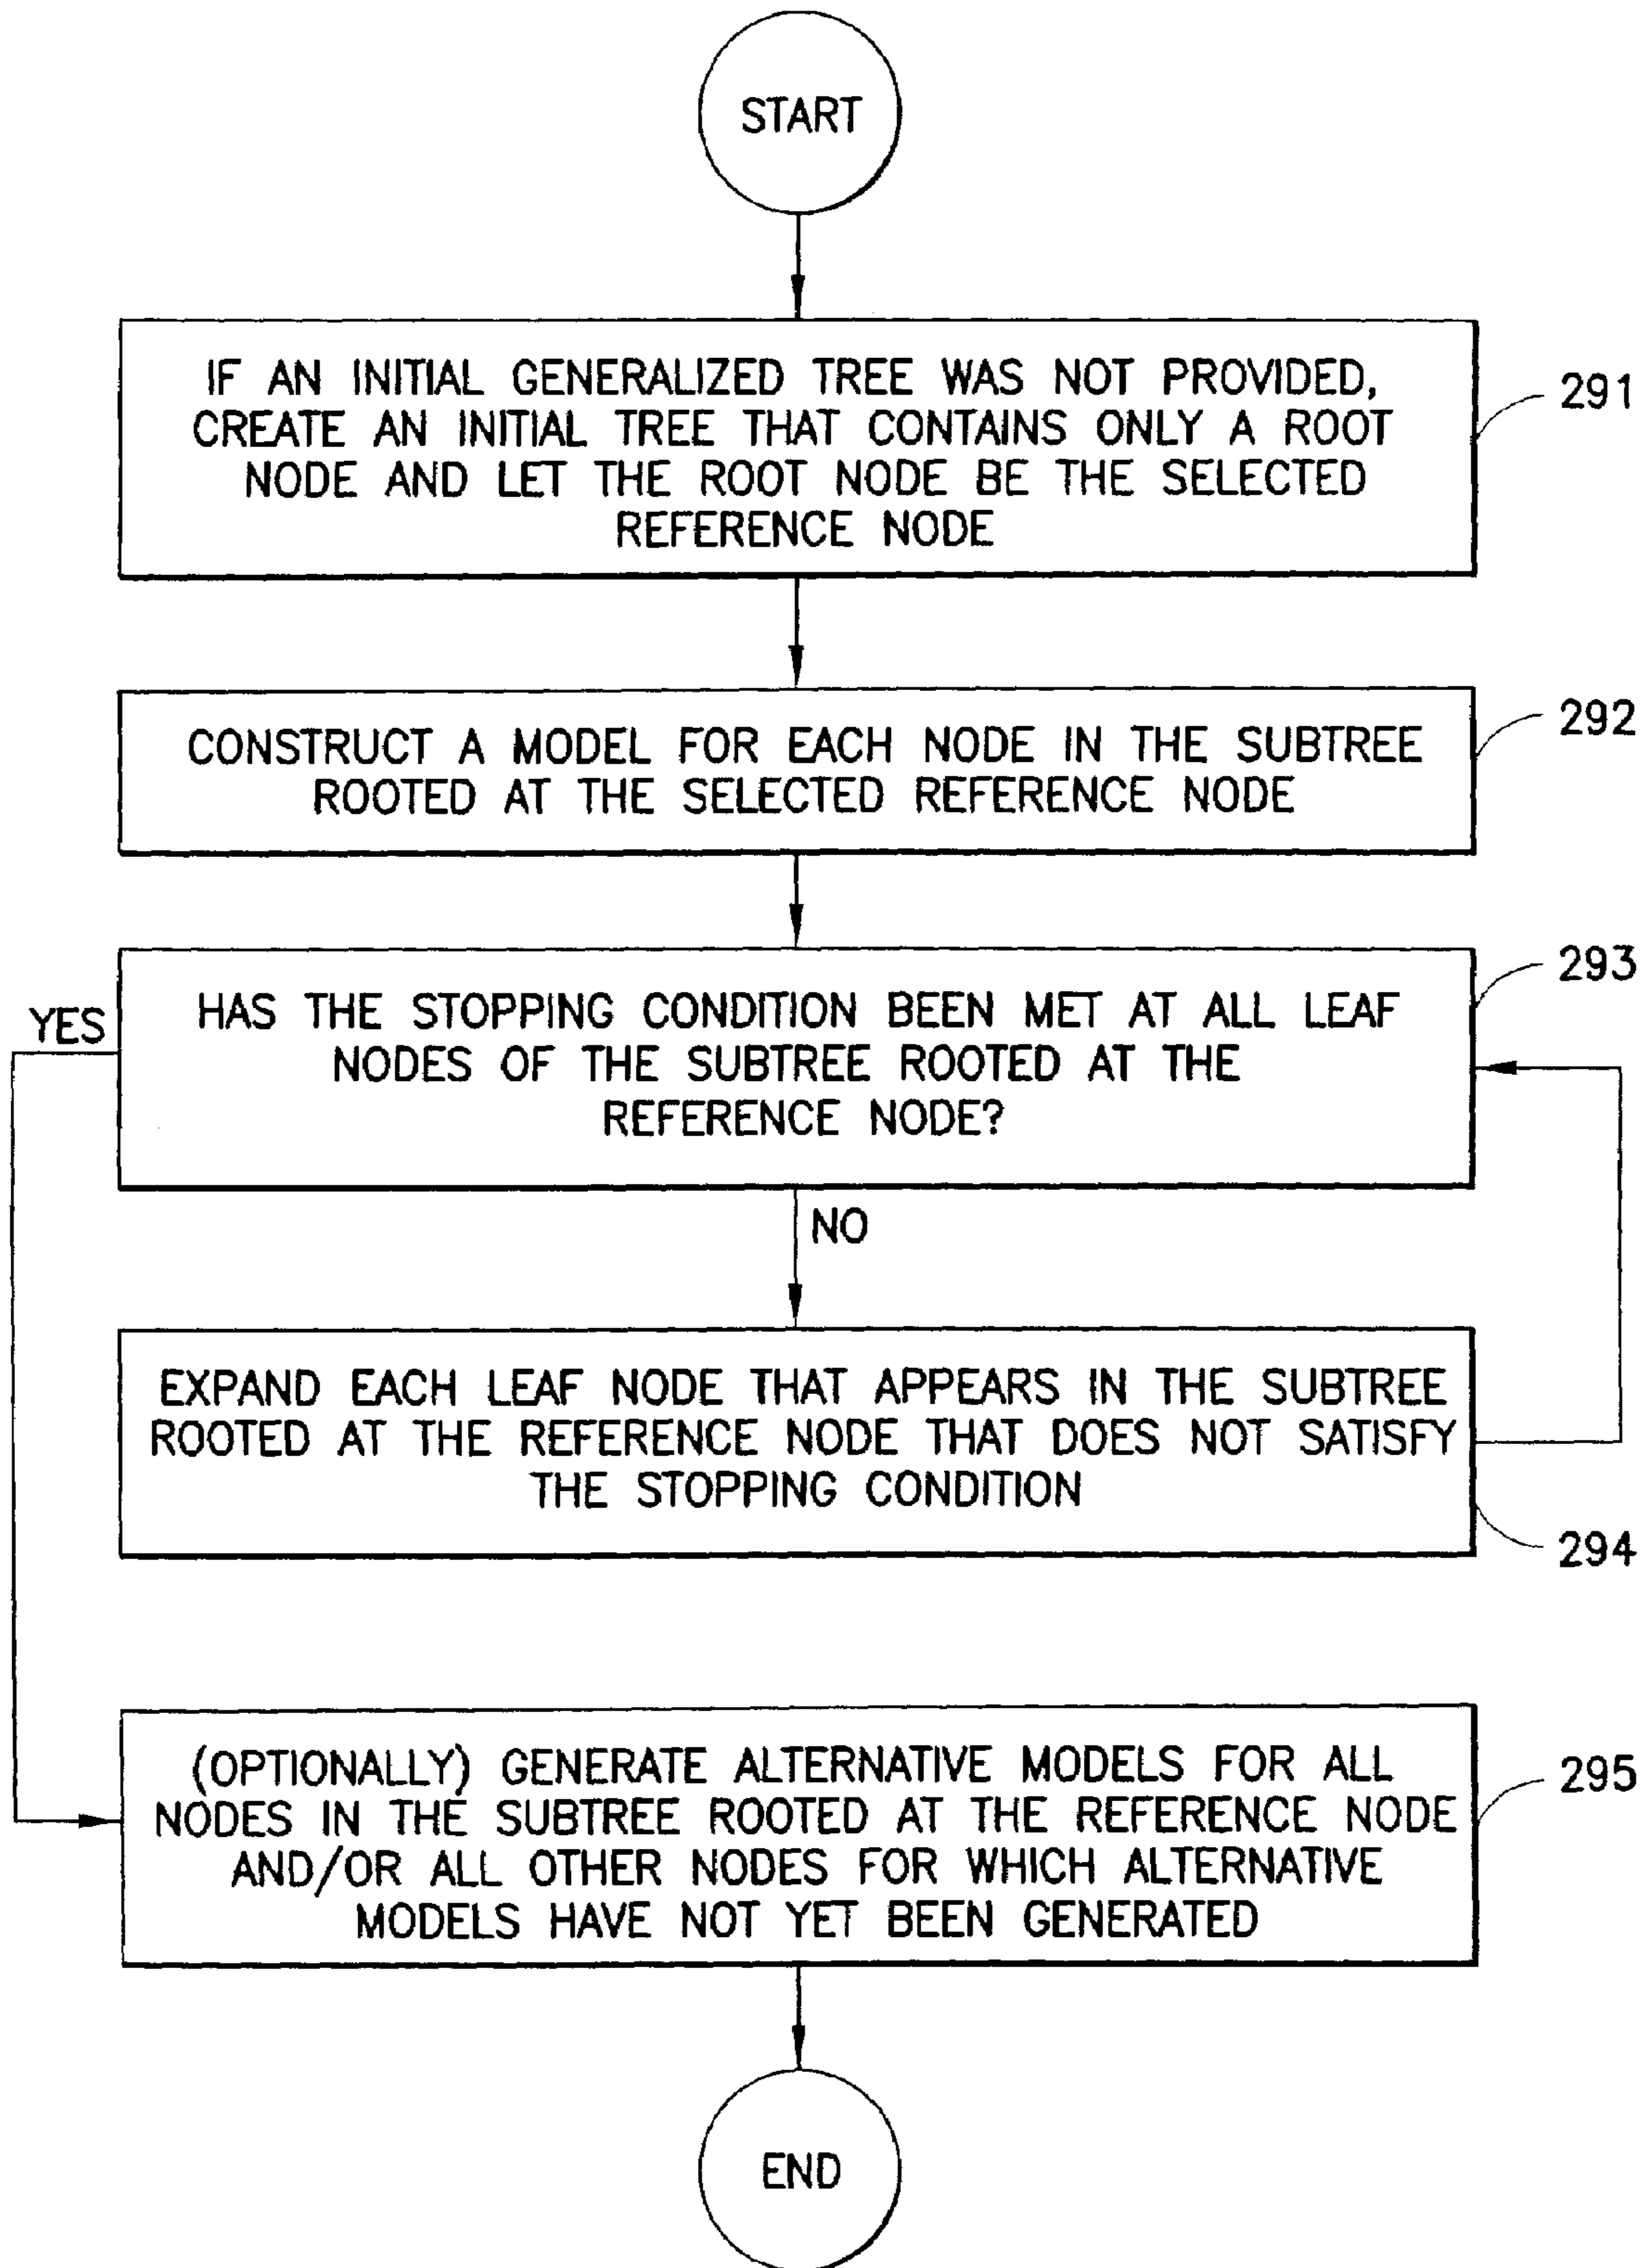 START
IF AN INITIAL GENERALIZED TREE WAS NOT PROVIDED,
CREATE AN INITIAL TREE THAT CONTAINS ONLY A ROOT
NODE AND LET THE ROOT NODE BE THE SELECTED
REFERENCE NODE
291
CONSTRUCT A MODEL FOR EACH NODE IN THE SUBTREE
ROOTED AT THE SELECTED REFERENCE NODE
292
HAS THE STOPPING CONDITION BEEN MET AT ALL LEAF
NODES OF THE SUBTREE ROOTED AT THE
REFERENCE NODE?
293
YES
NO
EXPAND EACH LEAF NODE THAT APPEARS IN THE SUBTREE
ROOTED AT THE REFERENCE NODE THAT DOES NOT SATISFY
THE STOPPING CONDITION
294
(OPTIONALLY) GENERATE ALTERNATIVE MODELS FOR ALL
NODES IN THE SUBTREE ROOTED AT THE REFERENCE NODE
AND/OR ALL OTHER NODES FOR WHICH ALTERNATIVE
MODELS HAVE NOT YET BEEN GENERATED
295
END